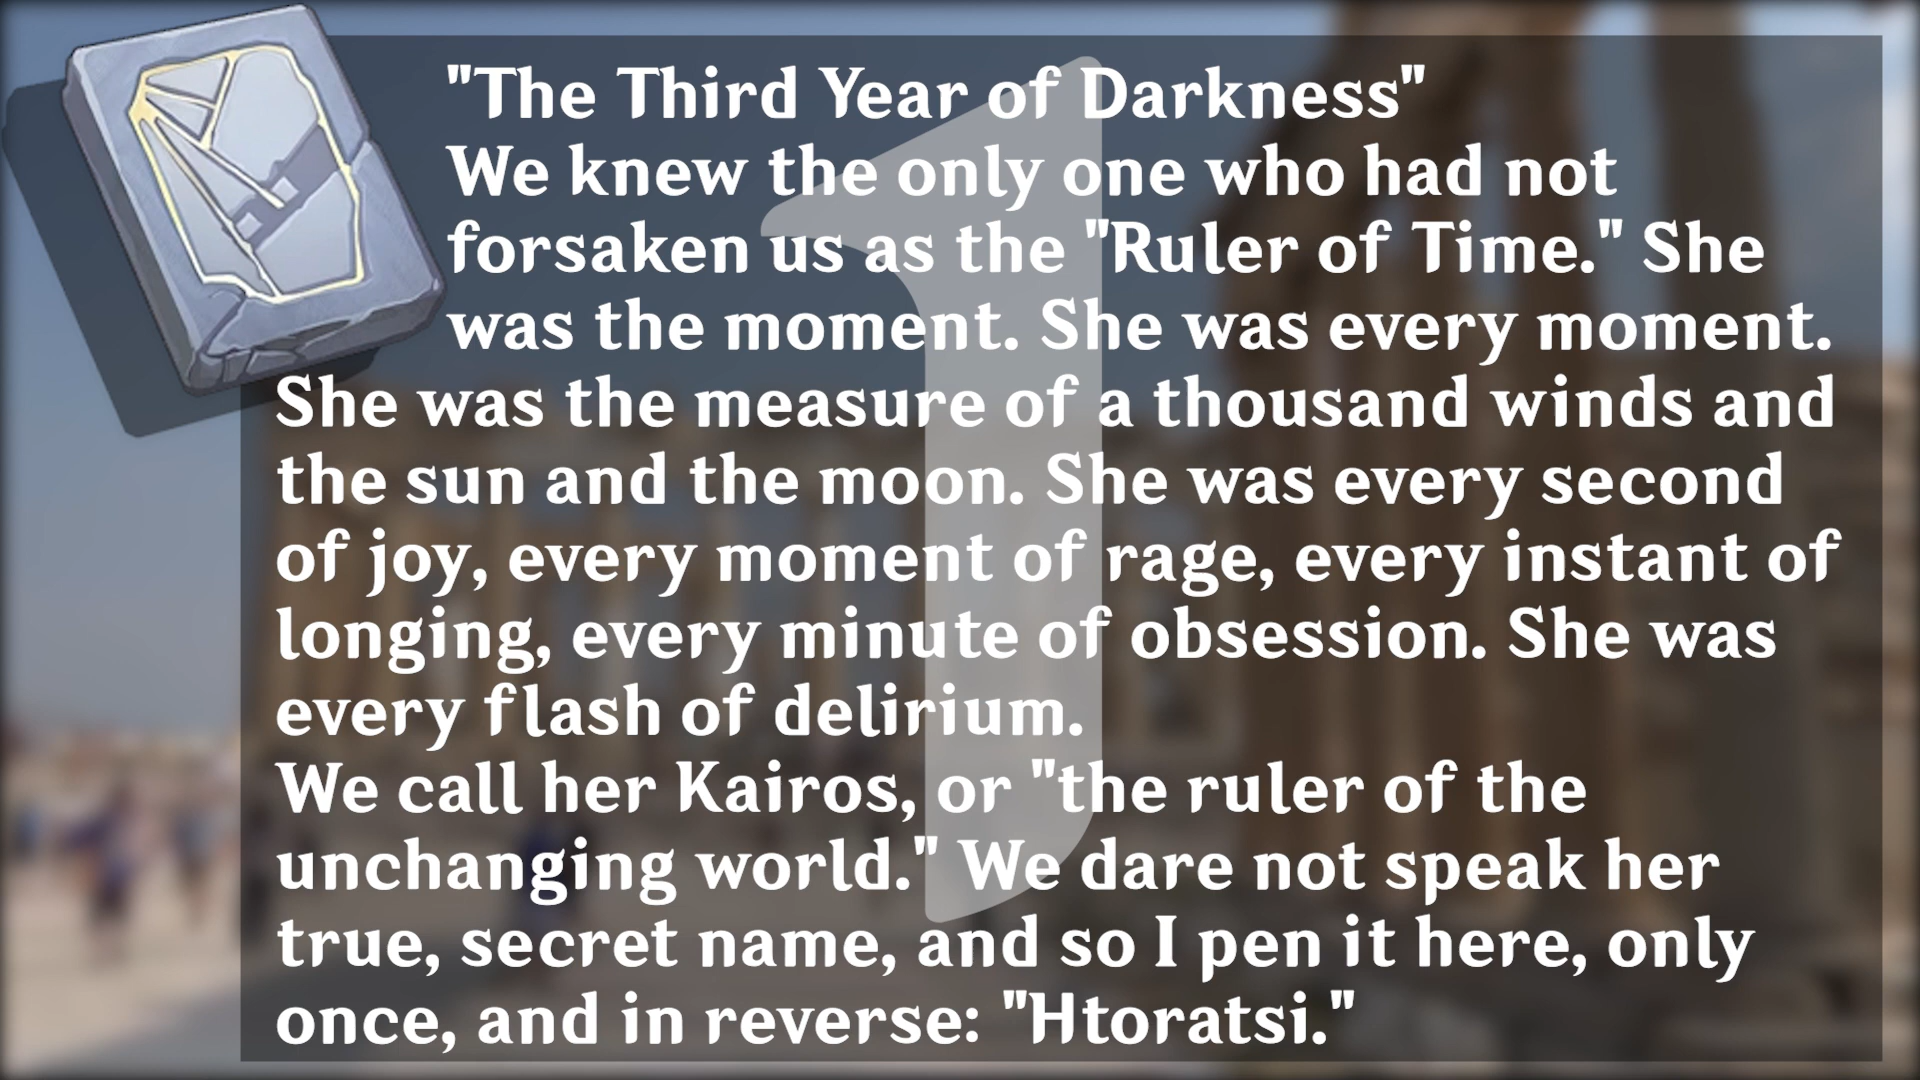 "The Third Year of Darkness"
We knew the only one who had not
forsaken us as the "Ruler of Time." She
was the moment. She was every moment.
She was the measure of a thousand winds and
the sun and the moon. She was every second
of joy, every moment of rage, every instant of
longing, every minute of obsession. She was
every flash of delirium.
We call her Kairos, or "the ruler of the
unchanging world." We dare not speak her
true, secret name, and so I pen it here, only
once, and in reverse: "Htoratsi."
1